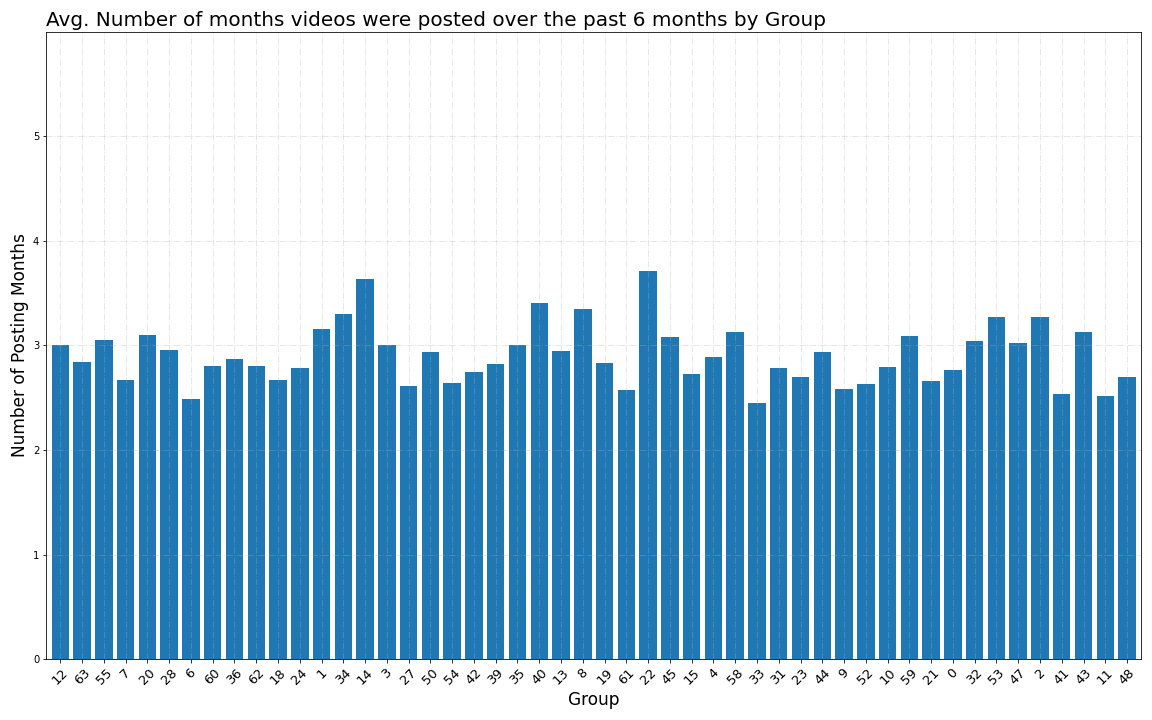 Avg. Number of months videos were posted over the past 6 months by Group
Number of Posting Months
5
4
3
2
1
0
12 63 55 7 20 28 6 60 36 62 18 24 1 34 14 3 27 50 54 42 39 35 40 13 8 19 61 22 45 15 4 58 33 31 23 44 9 52 10 59 21 0 32 53 47 2 41 43 11 48
Group